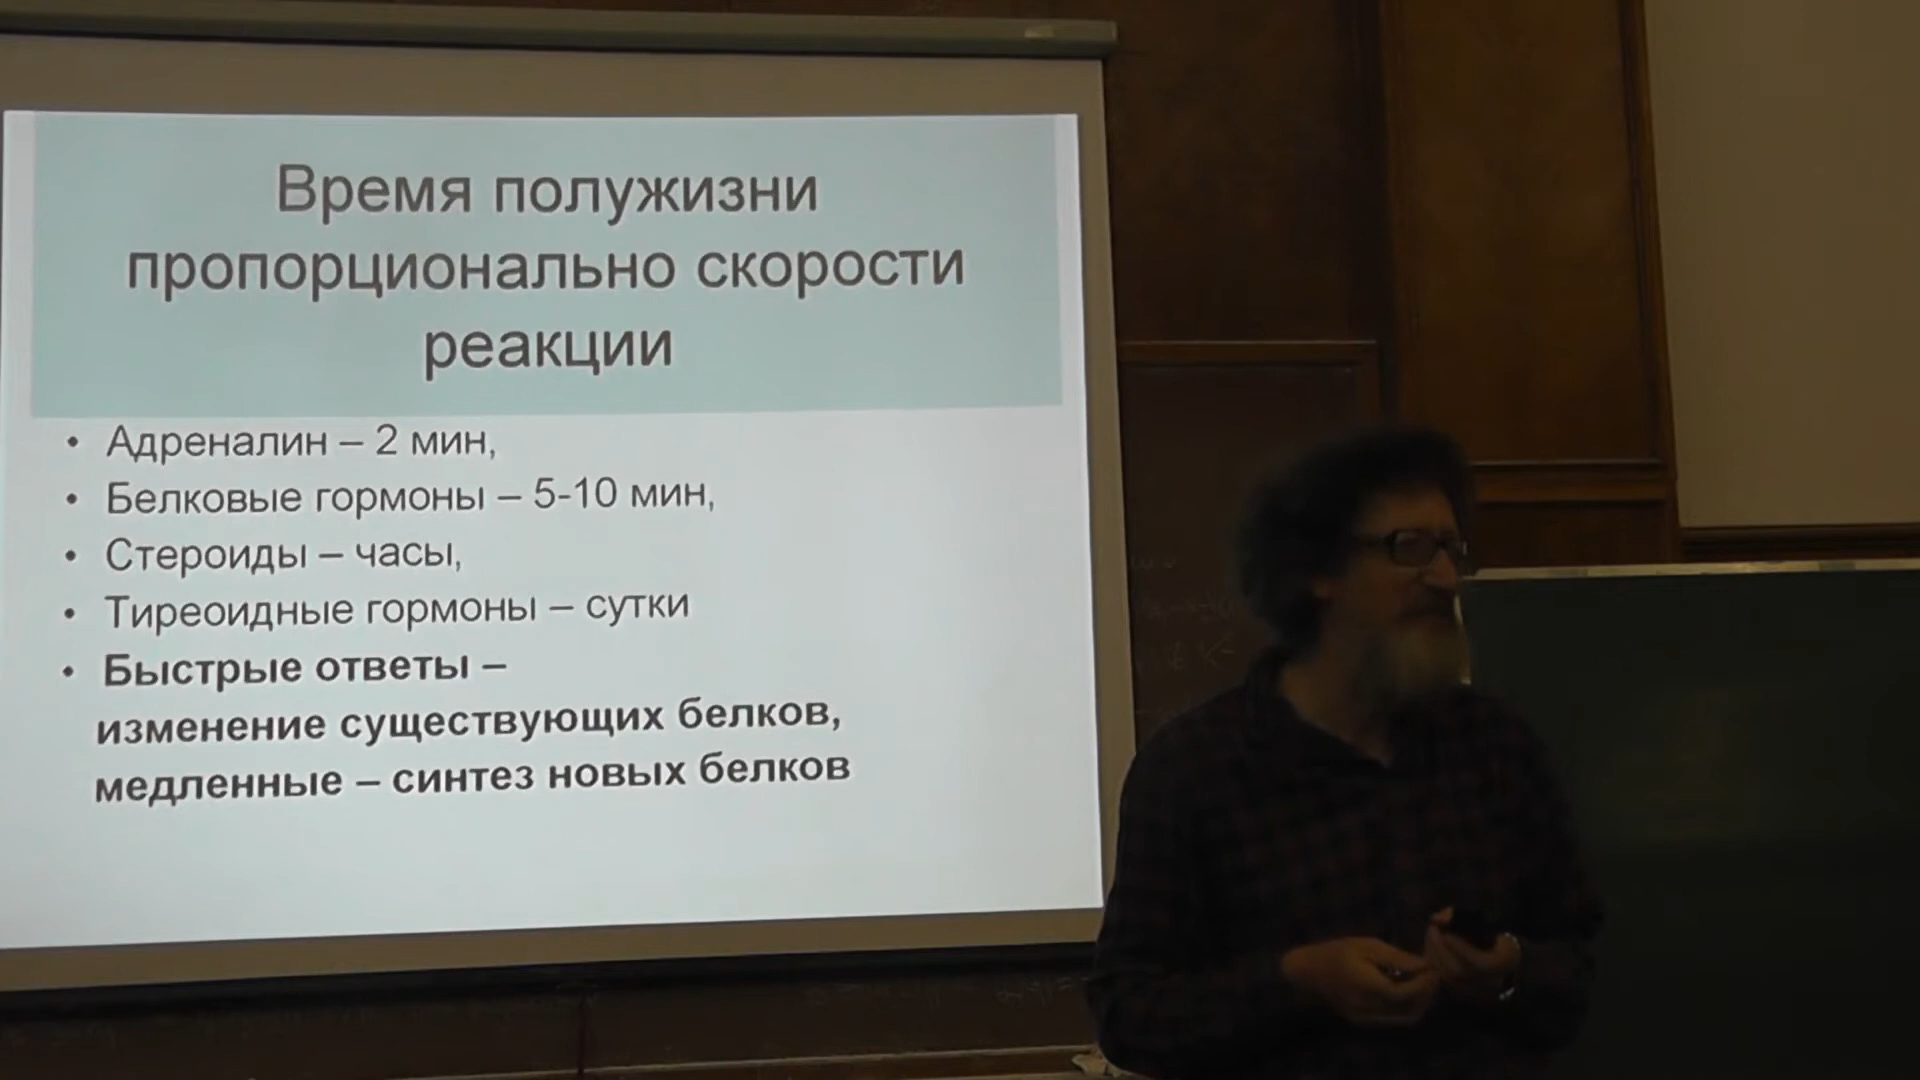 Время полужизни
пропорционально скорости
реакции
• Адреналин – 2 мин,
• Белковые гормоны – 5-10 мин,
• Стероиды – часы,
• Тиреоидные гормоны – сутки
• Быстрые ответы –
изменение существующих белков,
медленные – синтез новых белков